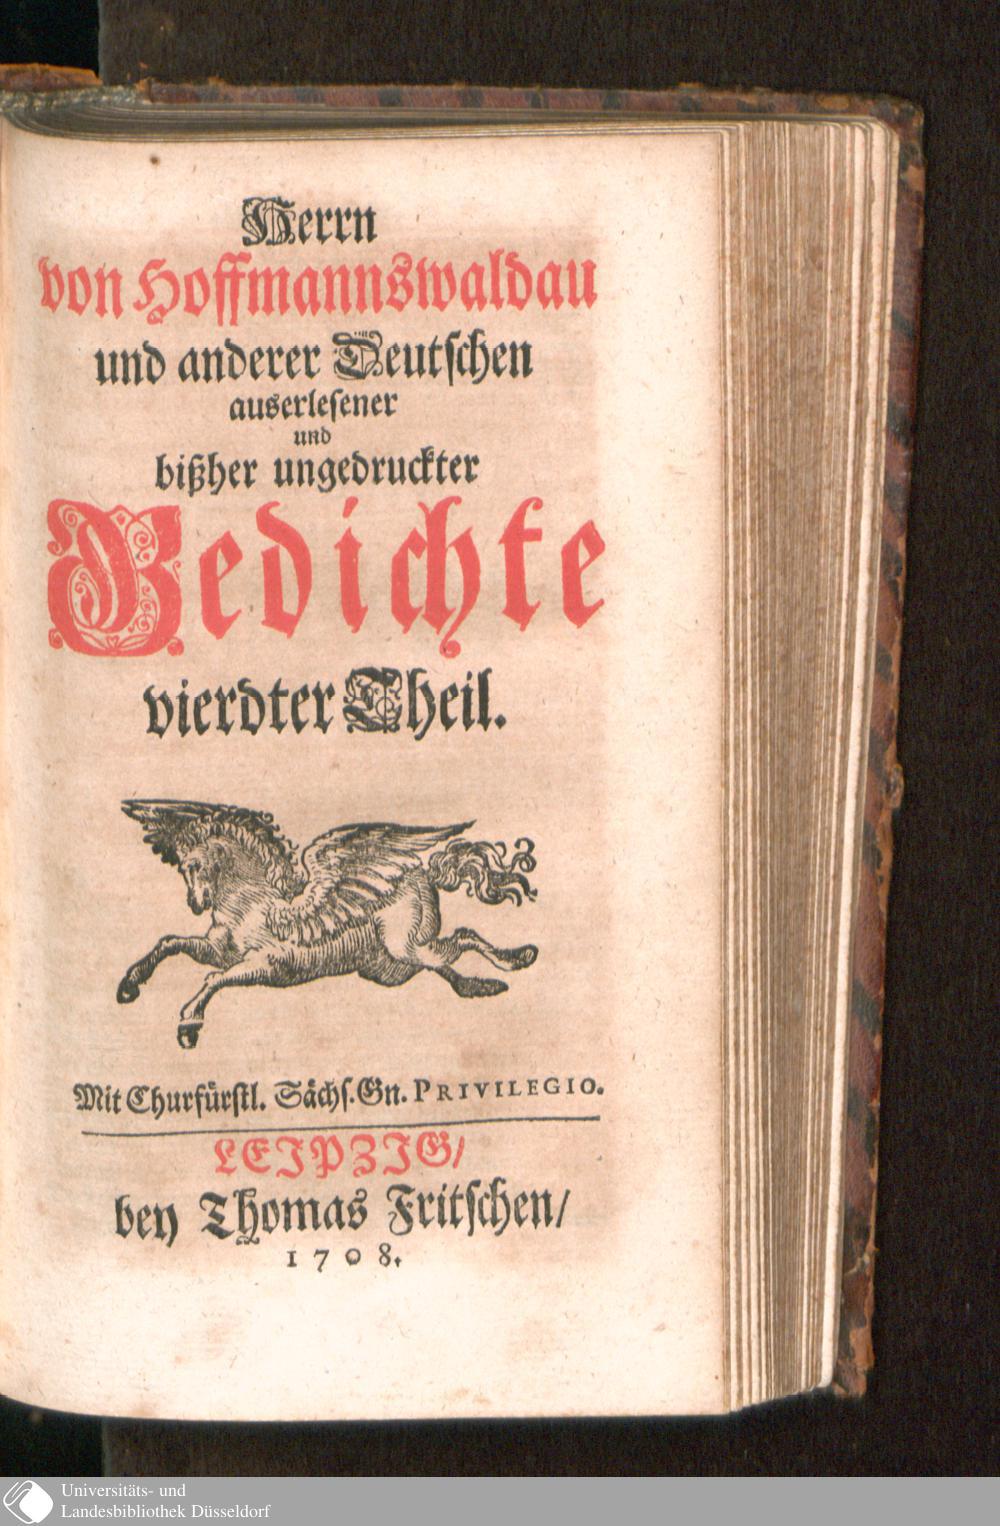 Herrn
von Hoffmannswaldau
und anderer Deutschen
auserlesener
und
bißher ungedruckter
Gedichte
vierdter Theil.
Mit Churfürstl. Sächs. Gn. PRIVILEGIO.
LEJPZJG/
bey Thomas Fritschen/
1708.
Universitäts- und
Landesbibliothek Düsseldorf